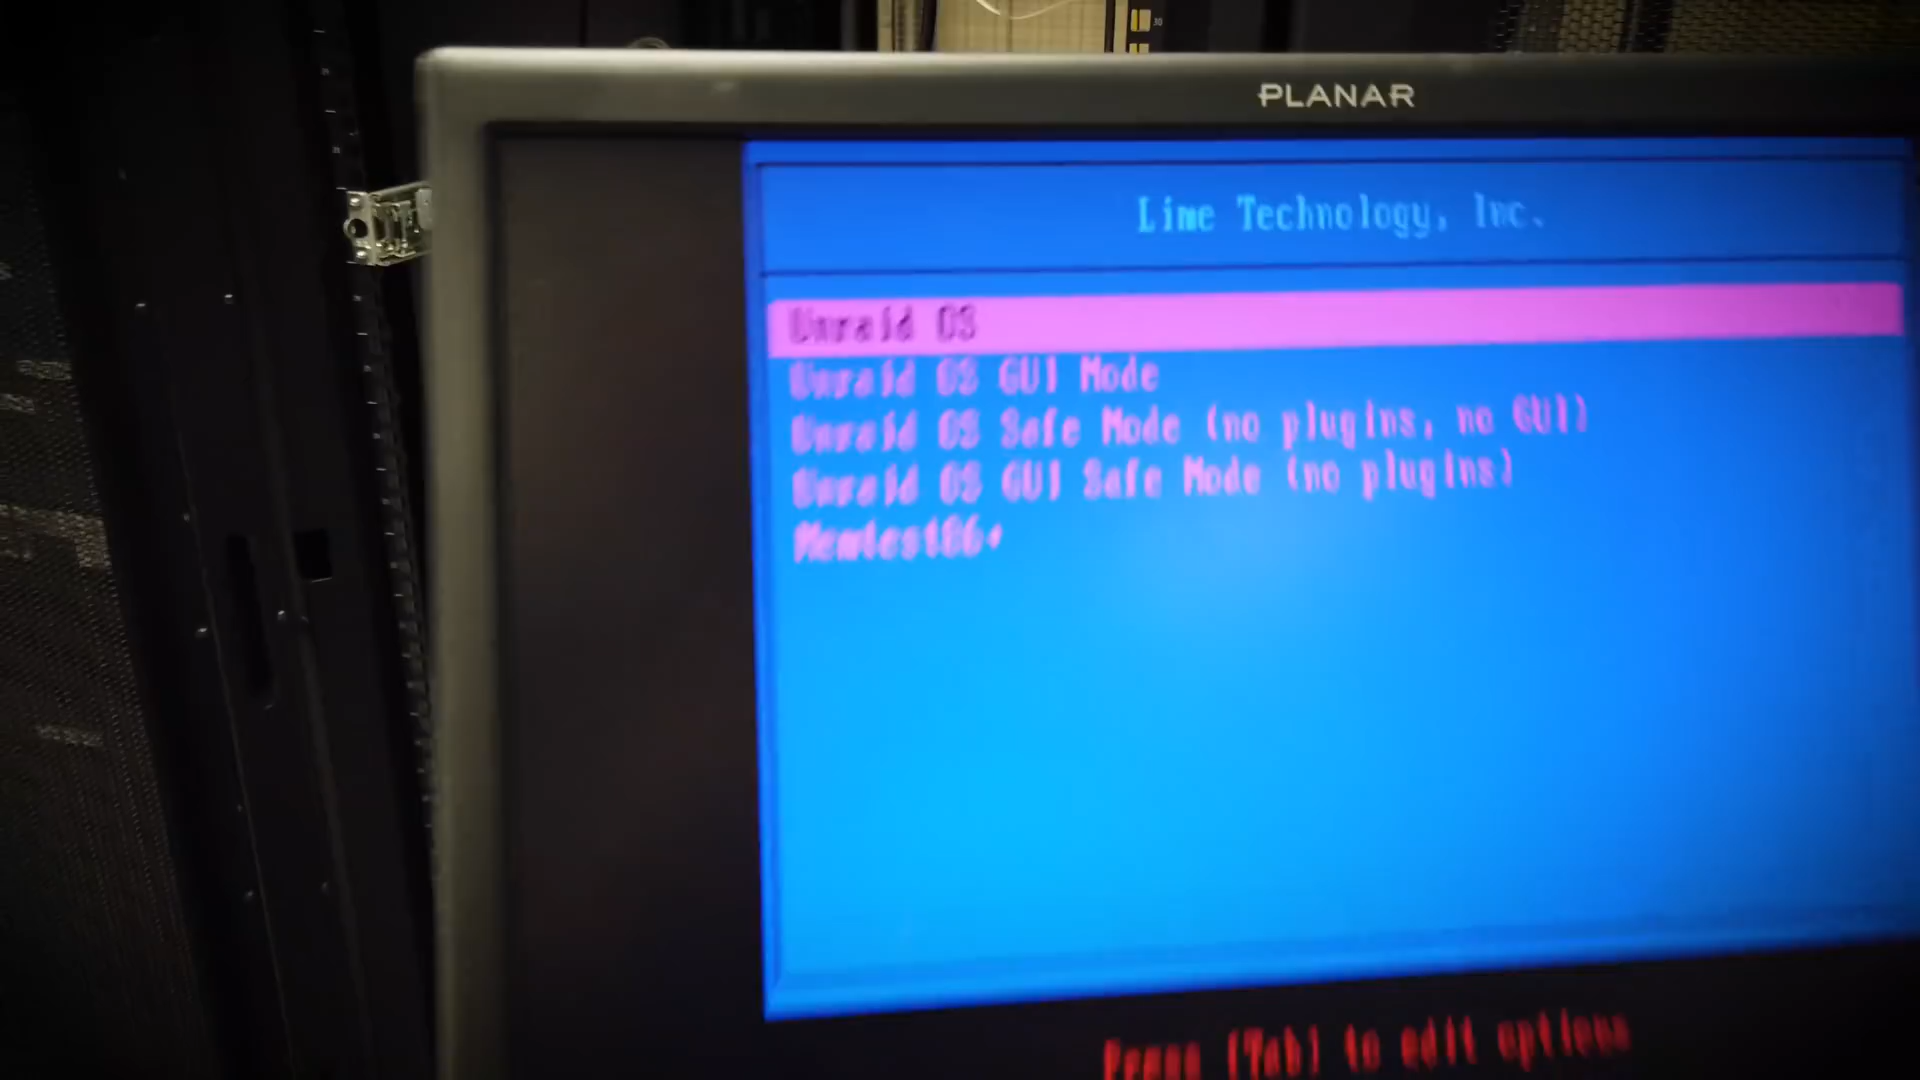 30
PLANAR
Lime Technology, Inc.
Unraid OS
Unraid OS GUI Mode
Unraid OS Safe Mode (no plugins, no GUI)
Unraid OS GUI Safe Mode (no plugins)
Memtest86+
Press [Tab] to edit options